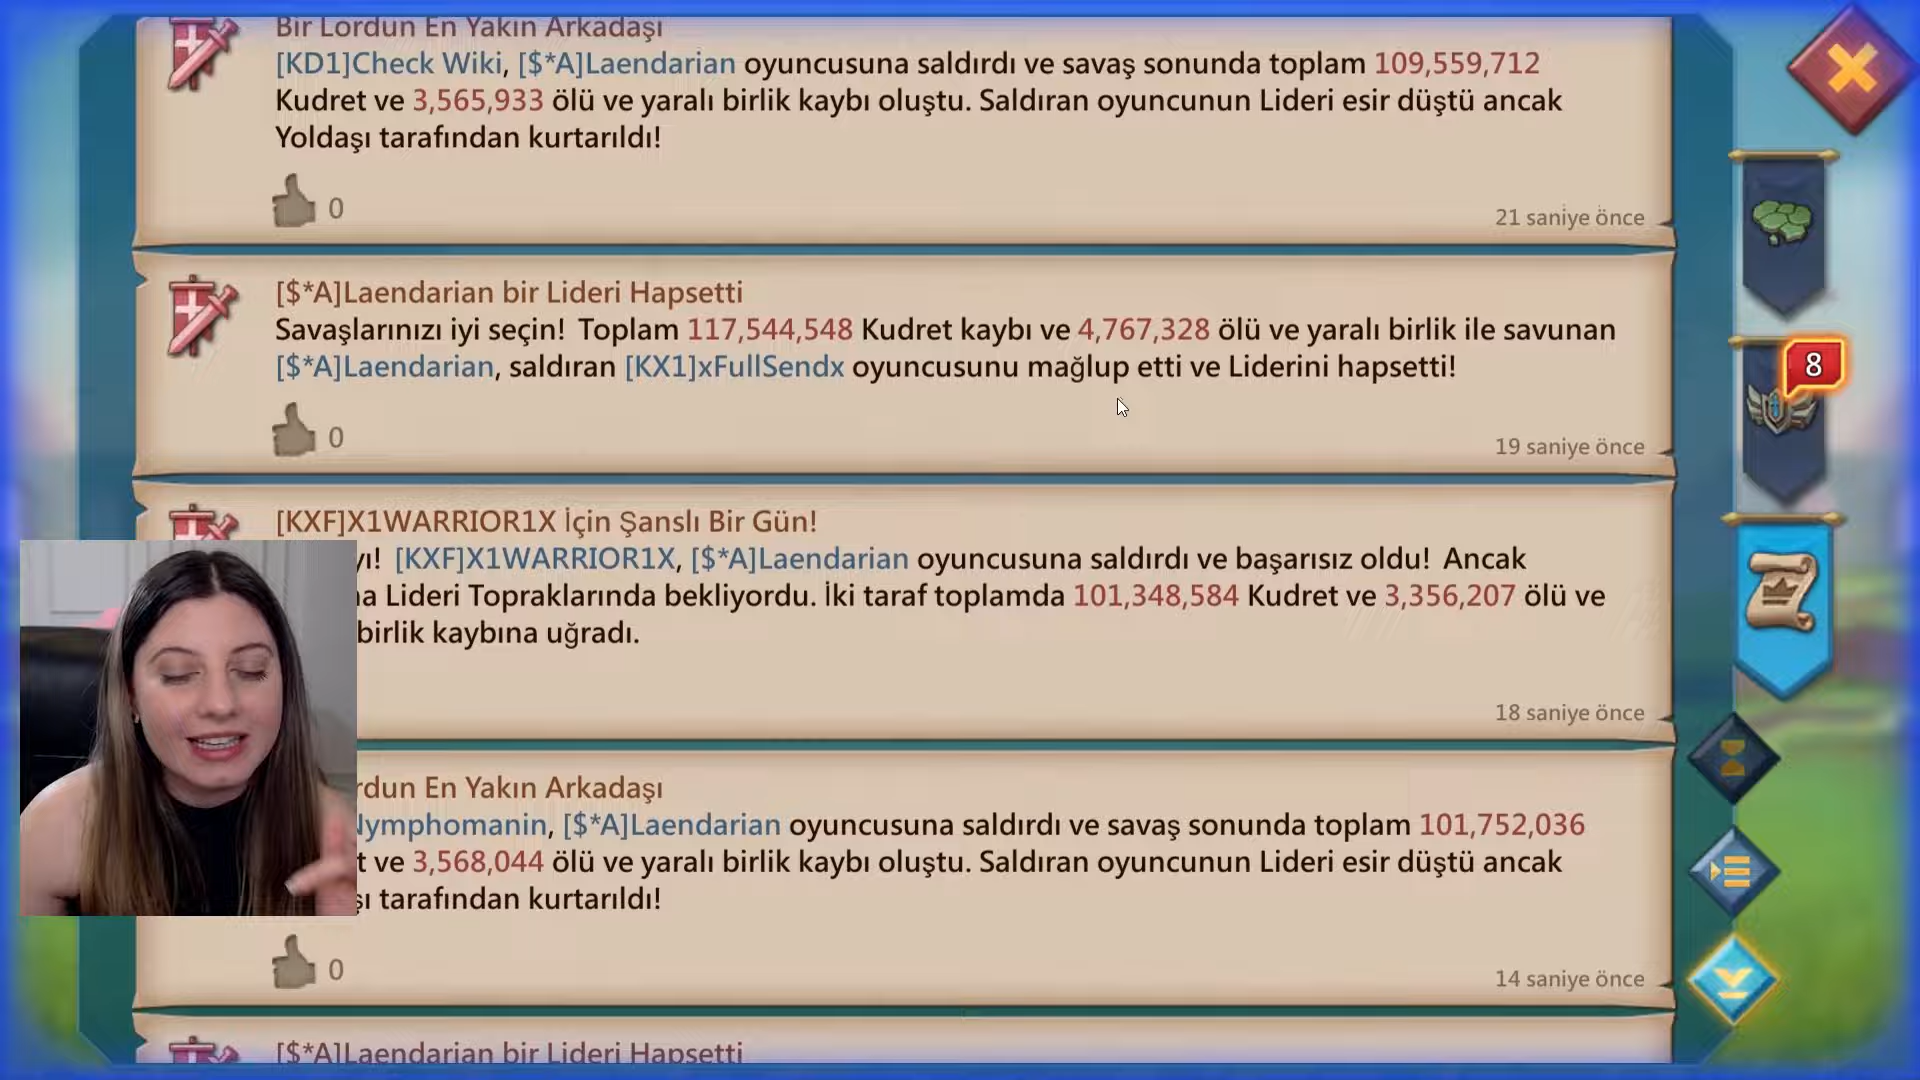 Bir Lordun En Yakın Arkadaşı
[KD1]Check Wiki, [$*A]Laendarian oyuncusuna saldırdı ve savaş sonunda toplam 109,559,712
Kudret ve 3,565,933 ölü ve yaralı birlik kaybı oluştu. Saldıran oyuncunun Lideri esir düştü ancak
Yoldaşı tarafından kurtarıldı!
0
21 saniye önce
[$*A]Laendarian bir Lideri Hapsetti
Savaşlarınızı iyi seçin! Toplam 117,544,548 Kudret kaybı ve 4,767,328 ölü ve yaralı birlik ile savunan
[$*A]Laendarian, saldıran [KX1]xFullSendx oyuncusunu mağlup etti ve Liderini hapsetti!
8
0
19 saniye önce
[KXF]X1WARRIOR1X İçin Şanslı Bir Gün!
[KXF]X1WARRIOR1X, [$*A]Laendarian oyuncusuna saldırdı ve başarısız oldu! Ancak
Lideri Topraklarında bekliyordu. İki taraf toplamda 101,348,584 Kudret ve 3,356,207 ölü ve
birlik kaybına uğradı.
18 saniye önce
En Yakın Arkadaşı
Nymphomanin, [$*A]Laendarian oyuncusuna saldırdı ve savaş sonunda toplam 101,752,036
ve 3,568,044 ölü ve yaralı birlik kaybı oluştu. Saldıran oyuncunun Lideri esir düştü ancak
tarafından kurtarıldı!
0
14 saniye önce
[$*A]Laendarian bir Lideri Hapsetti